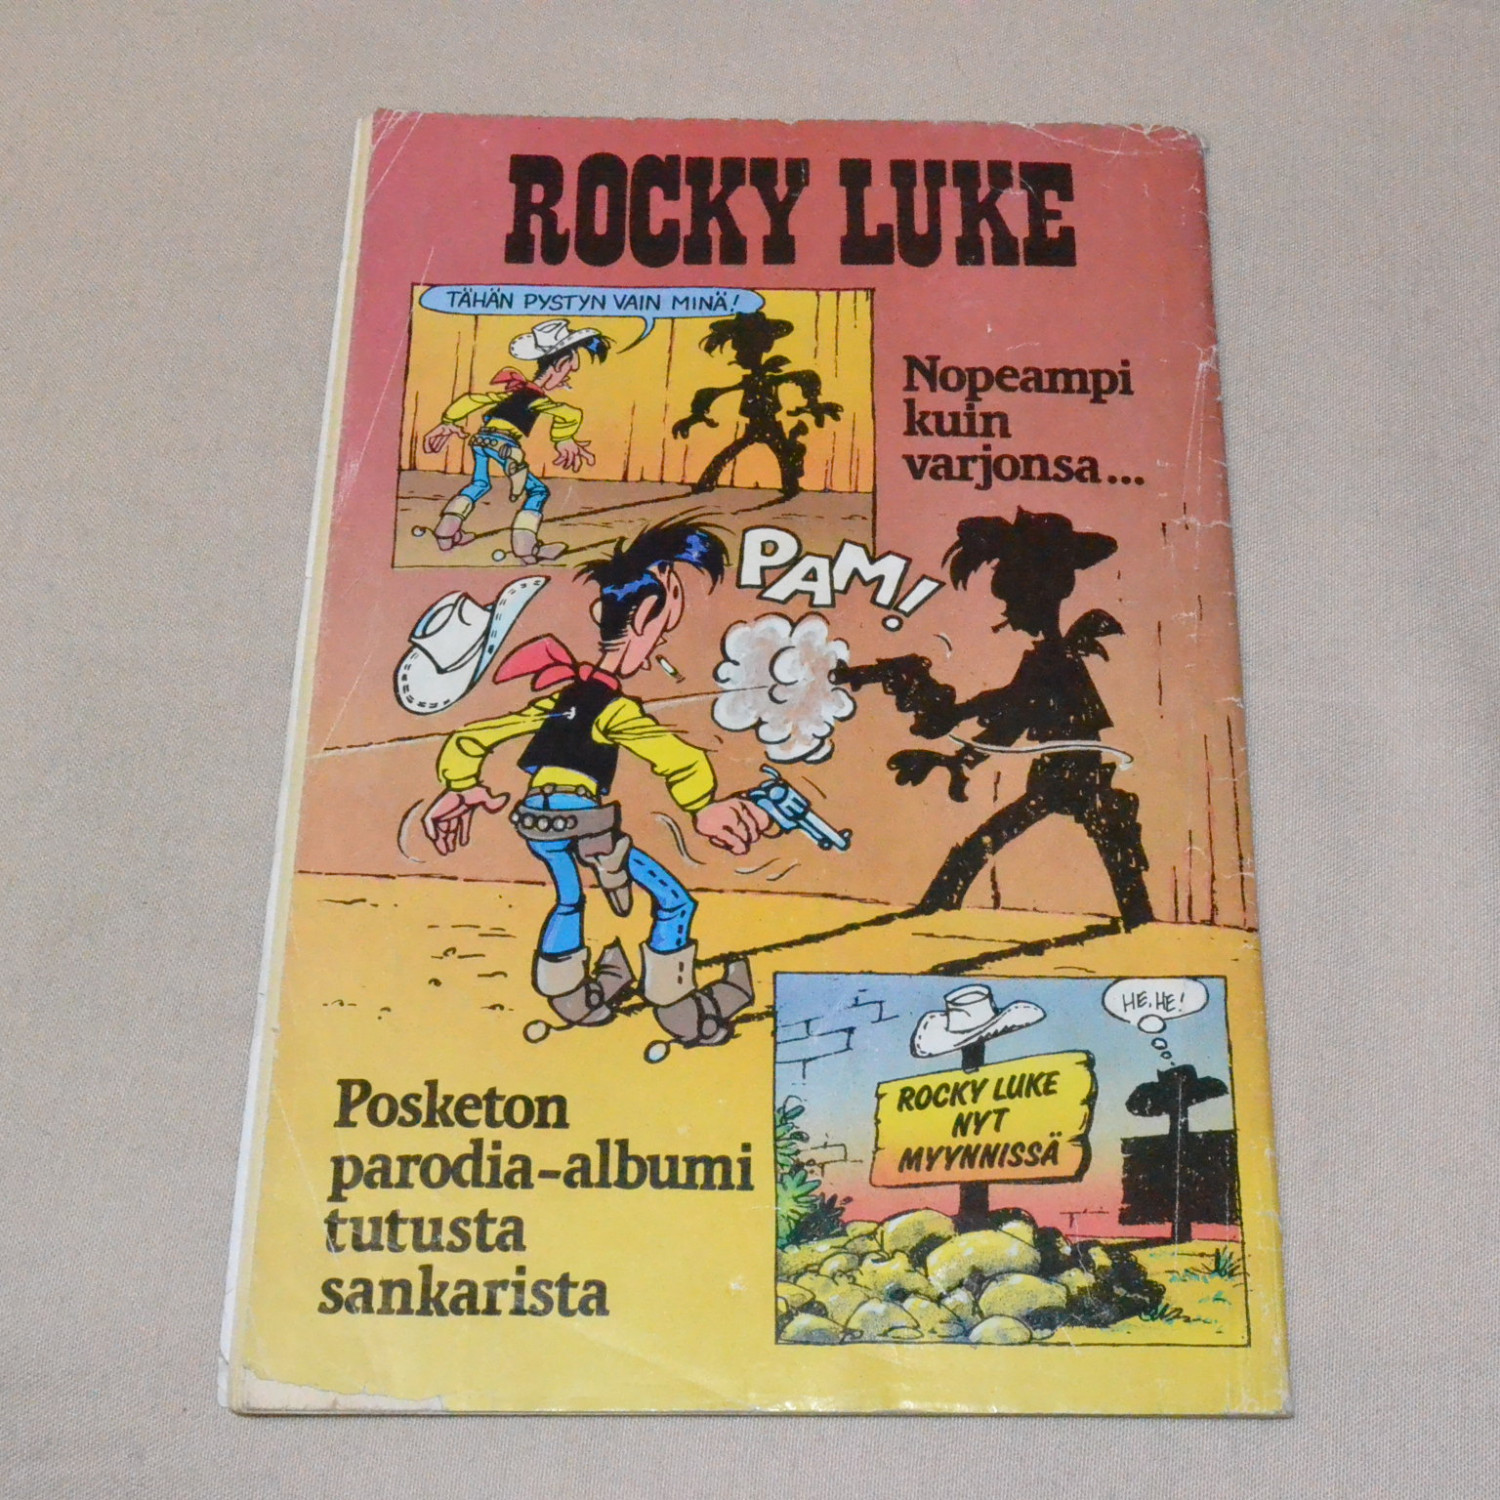 ROCKY LUKE
TÄHÄN PYSTYN VAIN MINÄ!
Nopeampi
kuin
varjonsa...
PAM!
HE, HE!
ROCKY LUKE
NYT
MYYNNISSÄ
Posketon
parodia-albumi
tutusta
sankarista